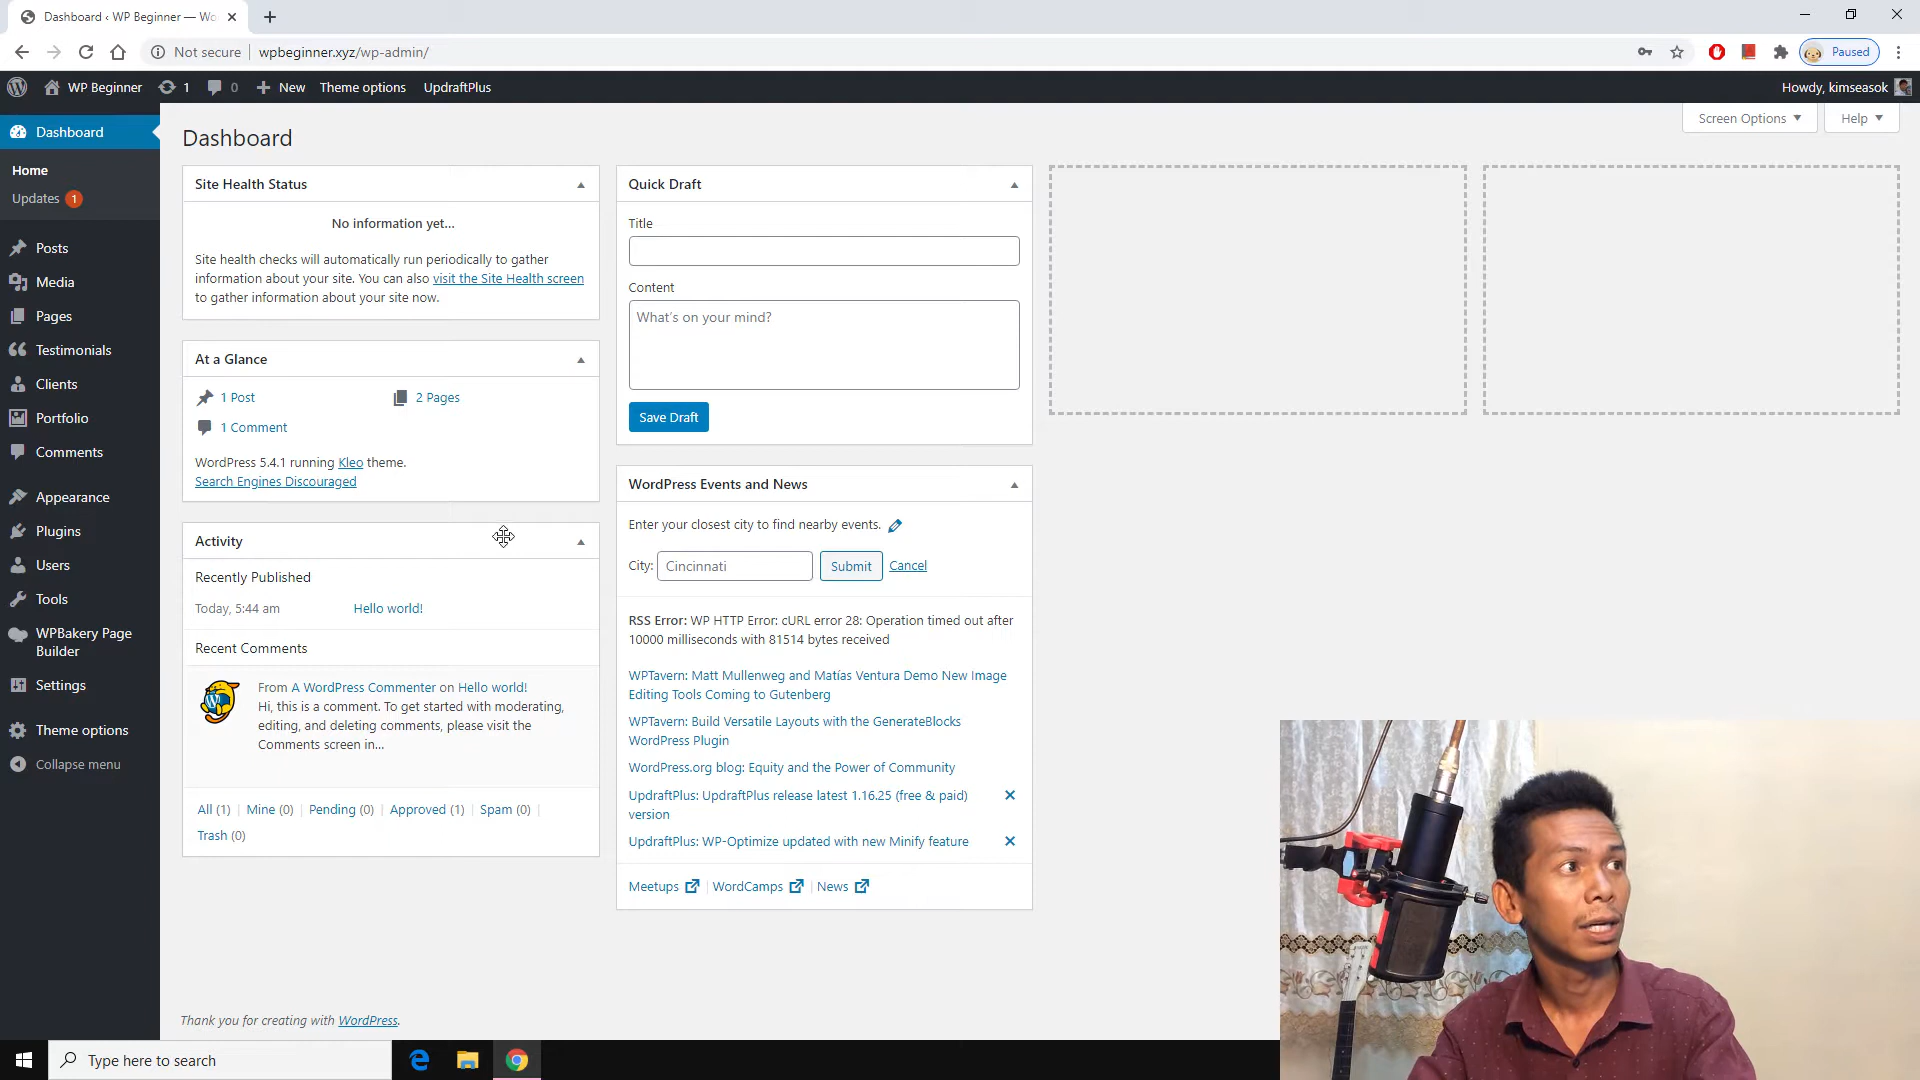 Dashboard ‹ WP Beginner — Wo
Not secure
wpbeginner.xyz/wp-admin/
Paused
WP Beginner
1
0
New
Theme options
UpdraftPlus
Howdy, kimseasok
Dashboard
Home
Updates 1
Posts
Media
Pages
Testimonials
Clients
Portfolio
Comments
Appearance
Plugins
Users
Tools
WPBakery Page
Builder
Settings
Theme options
Collapse menu
Screen Options
Help
Dashboard
Site Health Status
No information yet...
Site health checks will automatically run periodically to gather
information about your site. You can also visit the Site Health screen
to gather information about your site now.
At a Glance
1 Post
2 Pages
1 Comment
WordPress 5.4.1 running Kleo theme.
Search Engines Discouraged
Activity
Recently Published
Today, 5:44 am
Hello world!
Recent Comments
From A WordPress Commenter on Hello world!
Hi, this is a comment. To get started with moderating,
editing, and deleting comments, please visit the
Comments screen in...
All (1) | Mine (0) | Pending (0) | Approved (1) | Spam (0) |
Trash (0)
Quick Draft
Title
Content
What's on your mind?
Save Draft
WordPress Events and News
Enter your closest city to find nearby events.
City:
Cincinnati
Submit
Cancel
RSS Error: WP HTTP Error: cURL error 28: Operation timed out after
10000 milliseconds with 81514 bytes received
WPTavern: Matt Mullenweg and Matías Ventura Demo New Image
Editing Tools Coming to Gutenberg
WPTavern: Build Versatile Layouts with the GenerateBlocks
WordPress Plugin
WordPress.org blog: Equity and the Power of Community
UpdraftPlus: UpdraftPlus release latest 1.16.25 (free & paid)
version
UpdraftPlus: WP-Optimize updated with new Minify feature
Meetups | WordCamps | News
Thank you for creating with WordPress.
Type here to search